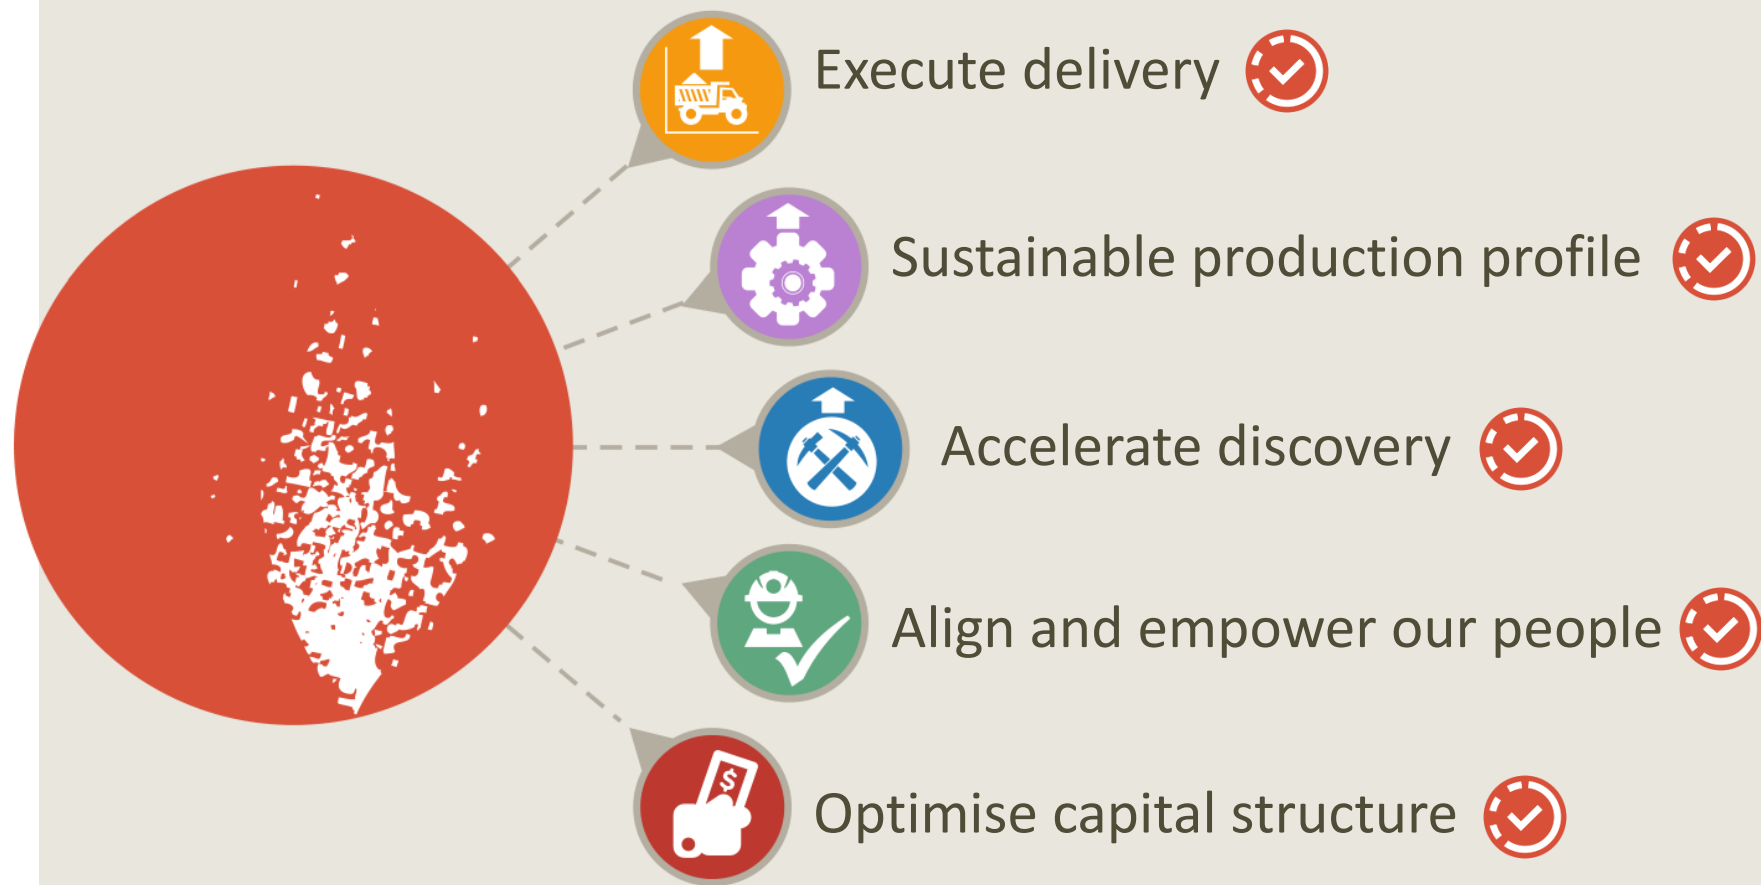 Execute delivery
Sustainable production profile
Accelerate discovery
Align and empower our people
$
Optimise capital structure